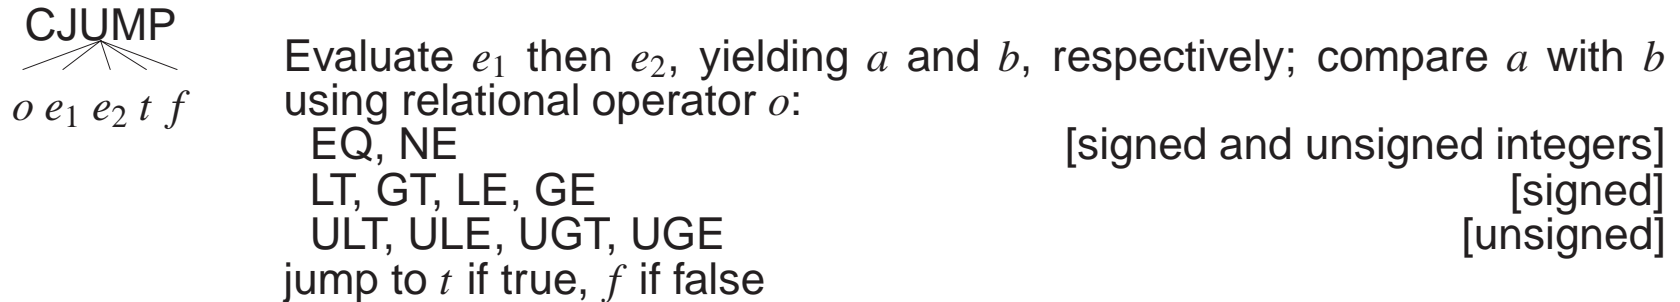 CJUMP
o e1 e2 t f
Evaluate e1 then e2, yielding a and b, respectively; compare a with b
using relational operator o:
EQ, NE [signed and unsigned integers]
LT, GT, LE, GE [signed]
ULT, ULE, UGT, UGE [unsigned]
jump to t if true, f if false